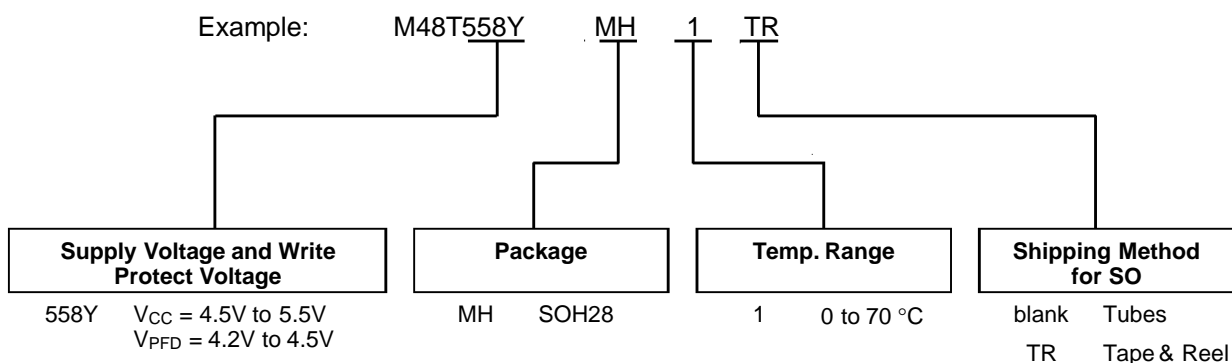 Example: M48T558Y MH 1 TR
Supply Voltage and Write
Protect Voltage
558Y VCC = 4.5V to 5.5V
VPFD = 4.2V to 4.5V
Package
MH SOH28
Temp. Range
1 0 to 70 °C
Shipping Method
for SO
blank Tubes
TR Tape & Reel